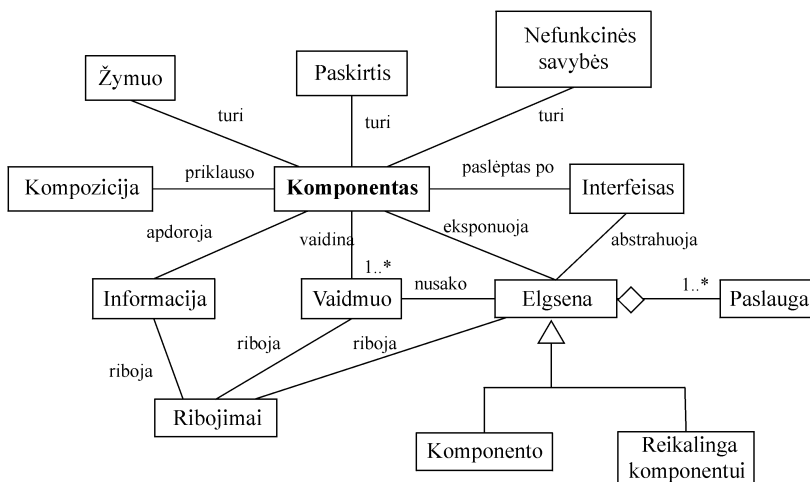 Nefunkcinės
savybės
Žymuo
Paskirtis
turi
turi
turi
Kompozicija
priklauso
Komponentas
paslėptas po
Interfeisas
apdoroja
vaidina
eksponuoja
abstrahuoja
1..*
Informacija
Vaidmuo
nusako
Elgsena
1..*
Paslauga
riboja
riboja
riboja
Ribojimai
Komponento
Reikalinga
komponentui